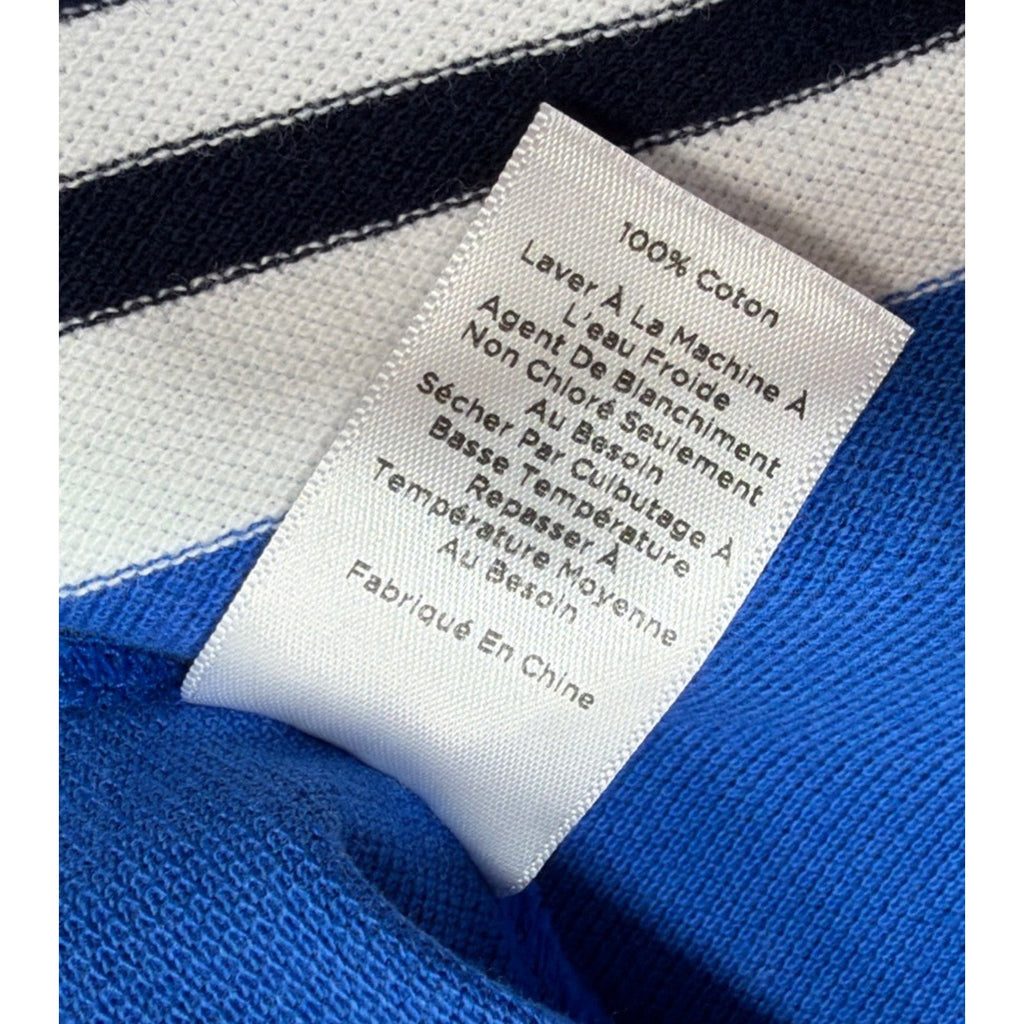 100% Coton
Laver À La Machine À
L'eau Froide
Agent De Blanchiment
Non Chloré Seulement
Au Besoin
Sécher Par Culbutage À
Basse Température
Repasser À
Température Moyenne
Au Besoin
Fabriqué En Chine